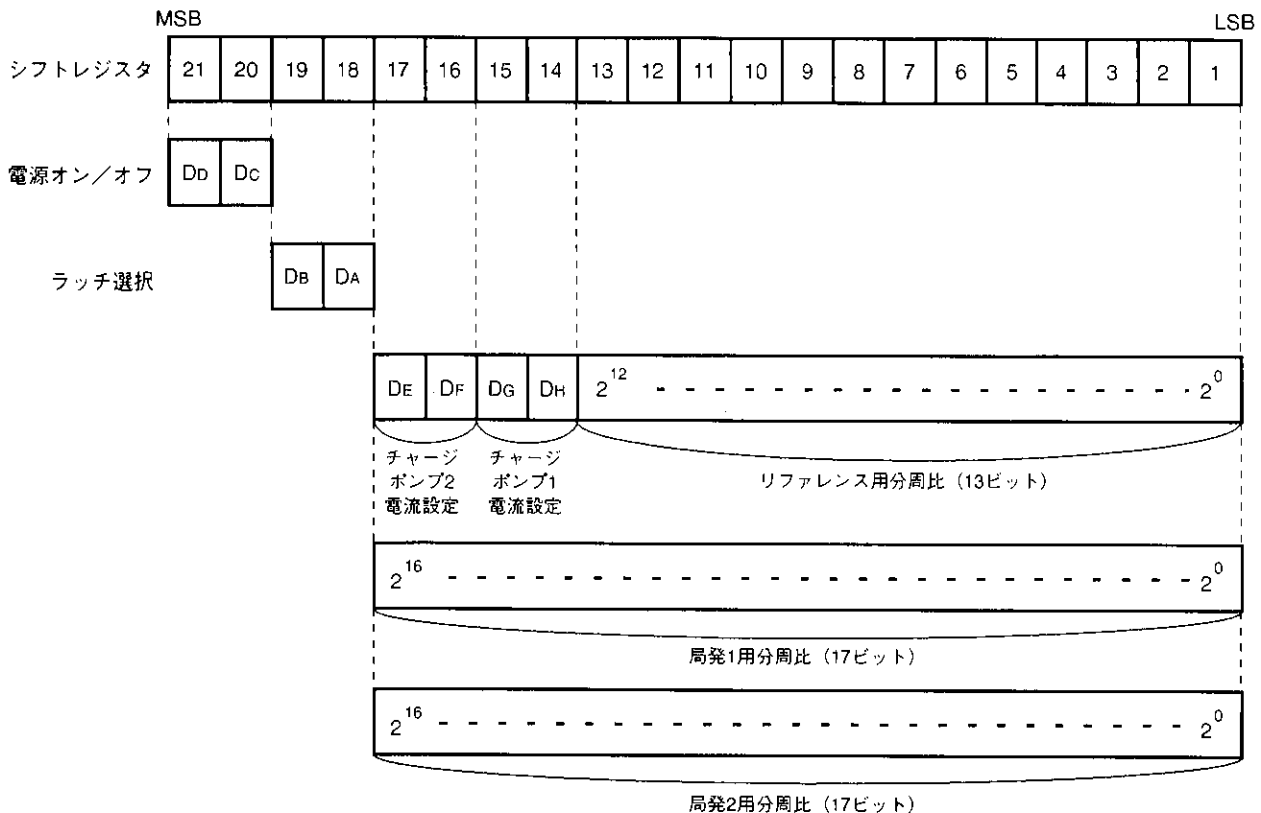 MSB LSB
シフトレジスタ 21 20 19 18 17 16 15 14 13 12 11 10 9 8 7 6 5 4 3 2 1
電源オン／オフ DD DC
ラッチ選択 DB DA
DE DF DG DH 2^12 2^0
チャージ チャージ
ポンプ2 ポンプ1 リファレンス用分周比（13ビット）
電流設定 電流設定
2^16 2^0
局発1用分周比（17ビット）
2^16 2^0
局発2用分周比（17ビット）